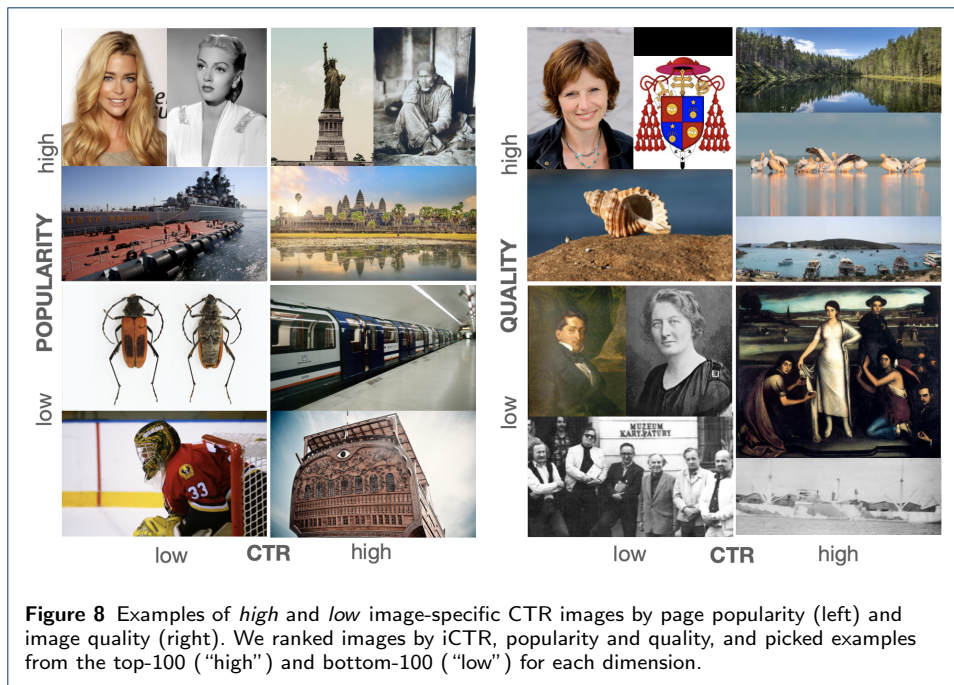 high
POPULARITY
low
low CTR high
high
QUALITY
low
MUZEUM
KARYKATURY
33
low CTR high
Figure 8 Examples of high and low image-specific CTR images by page popularity (left) and
image quality (right). We ranked images by iCTR, popularity and quality, and picked examples
from the top-100 (“high”) and bottom-100 (“low”) for each dimension.